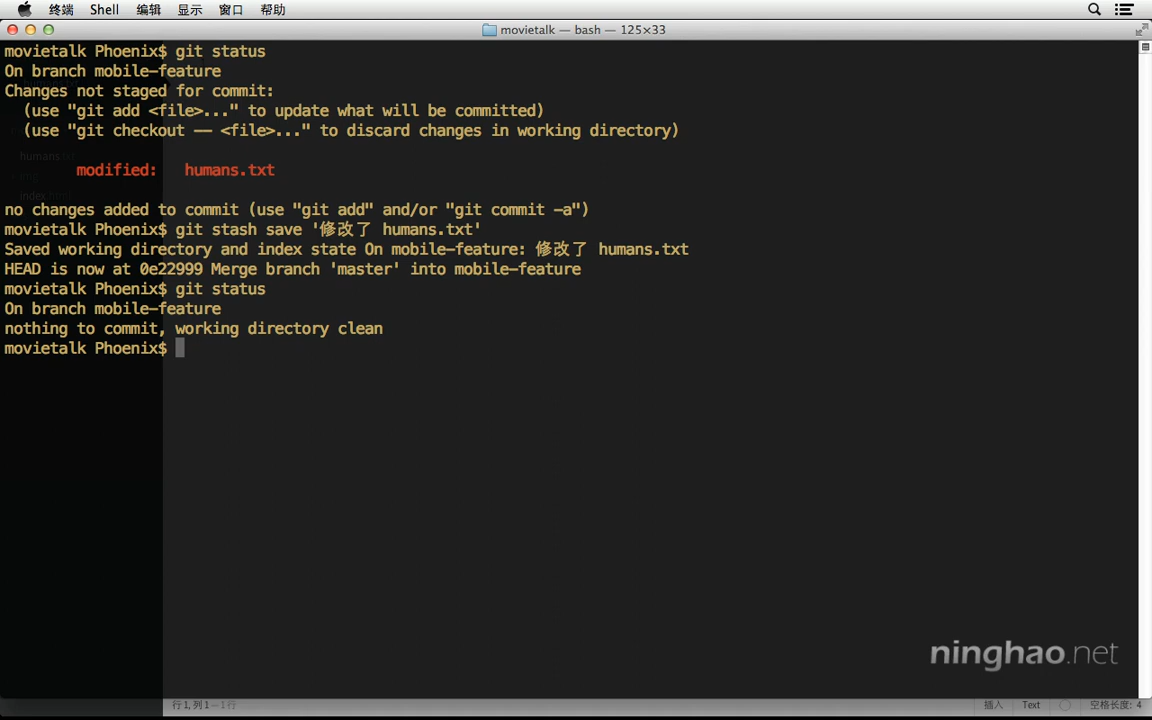 终端 Shell 编辑 显示 窗口 帮助
movietalk — bash — 125×33
movietalk Phoenix$ git status
On branch mobile-feature
Changes not staged for commit:
  (use "git add <file>..." to update what will be committed)
  (use "git checkout -- <file>..." to discard changes in working directory)
modified:   humans.txt
no changes added to commit (use "git add" and/or "git commit -a")
movietalk Phoenix$ git stash save '修改了 humans.txt'
Saved working directory and index state On mobile-feature: 修改了 humans.txt
HEAD is now at 0e22999 Merge branch 'master' into mobile-feature
movietalk Phoenix$ git status
On branch mobile-feature
nothing to commit, working directory clean
movietalk Phoenix$
ninghao.net
行 1, 列 1 — 1 行 插入 Text 空格长度: 4